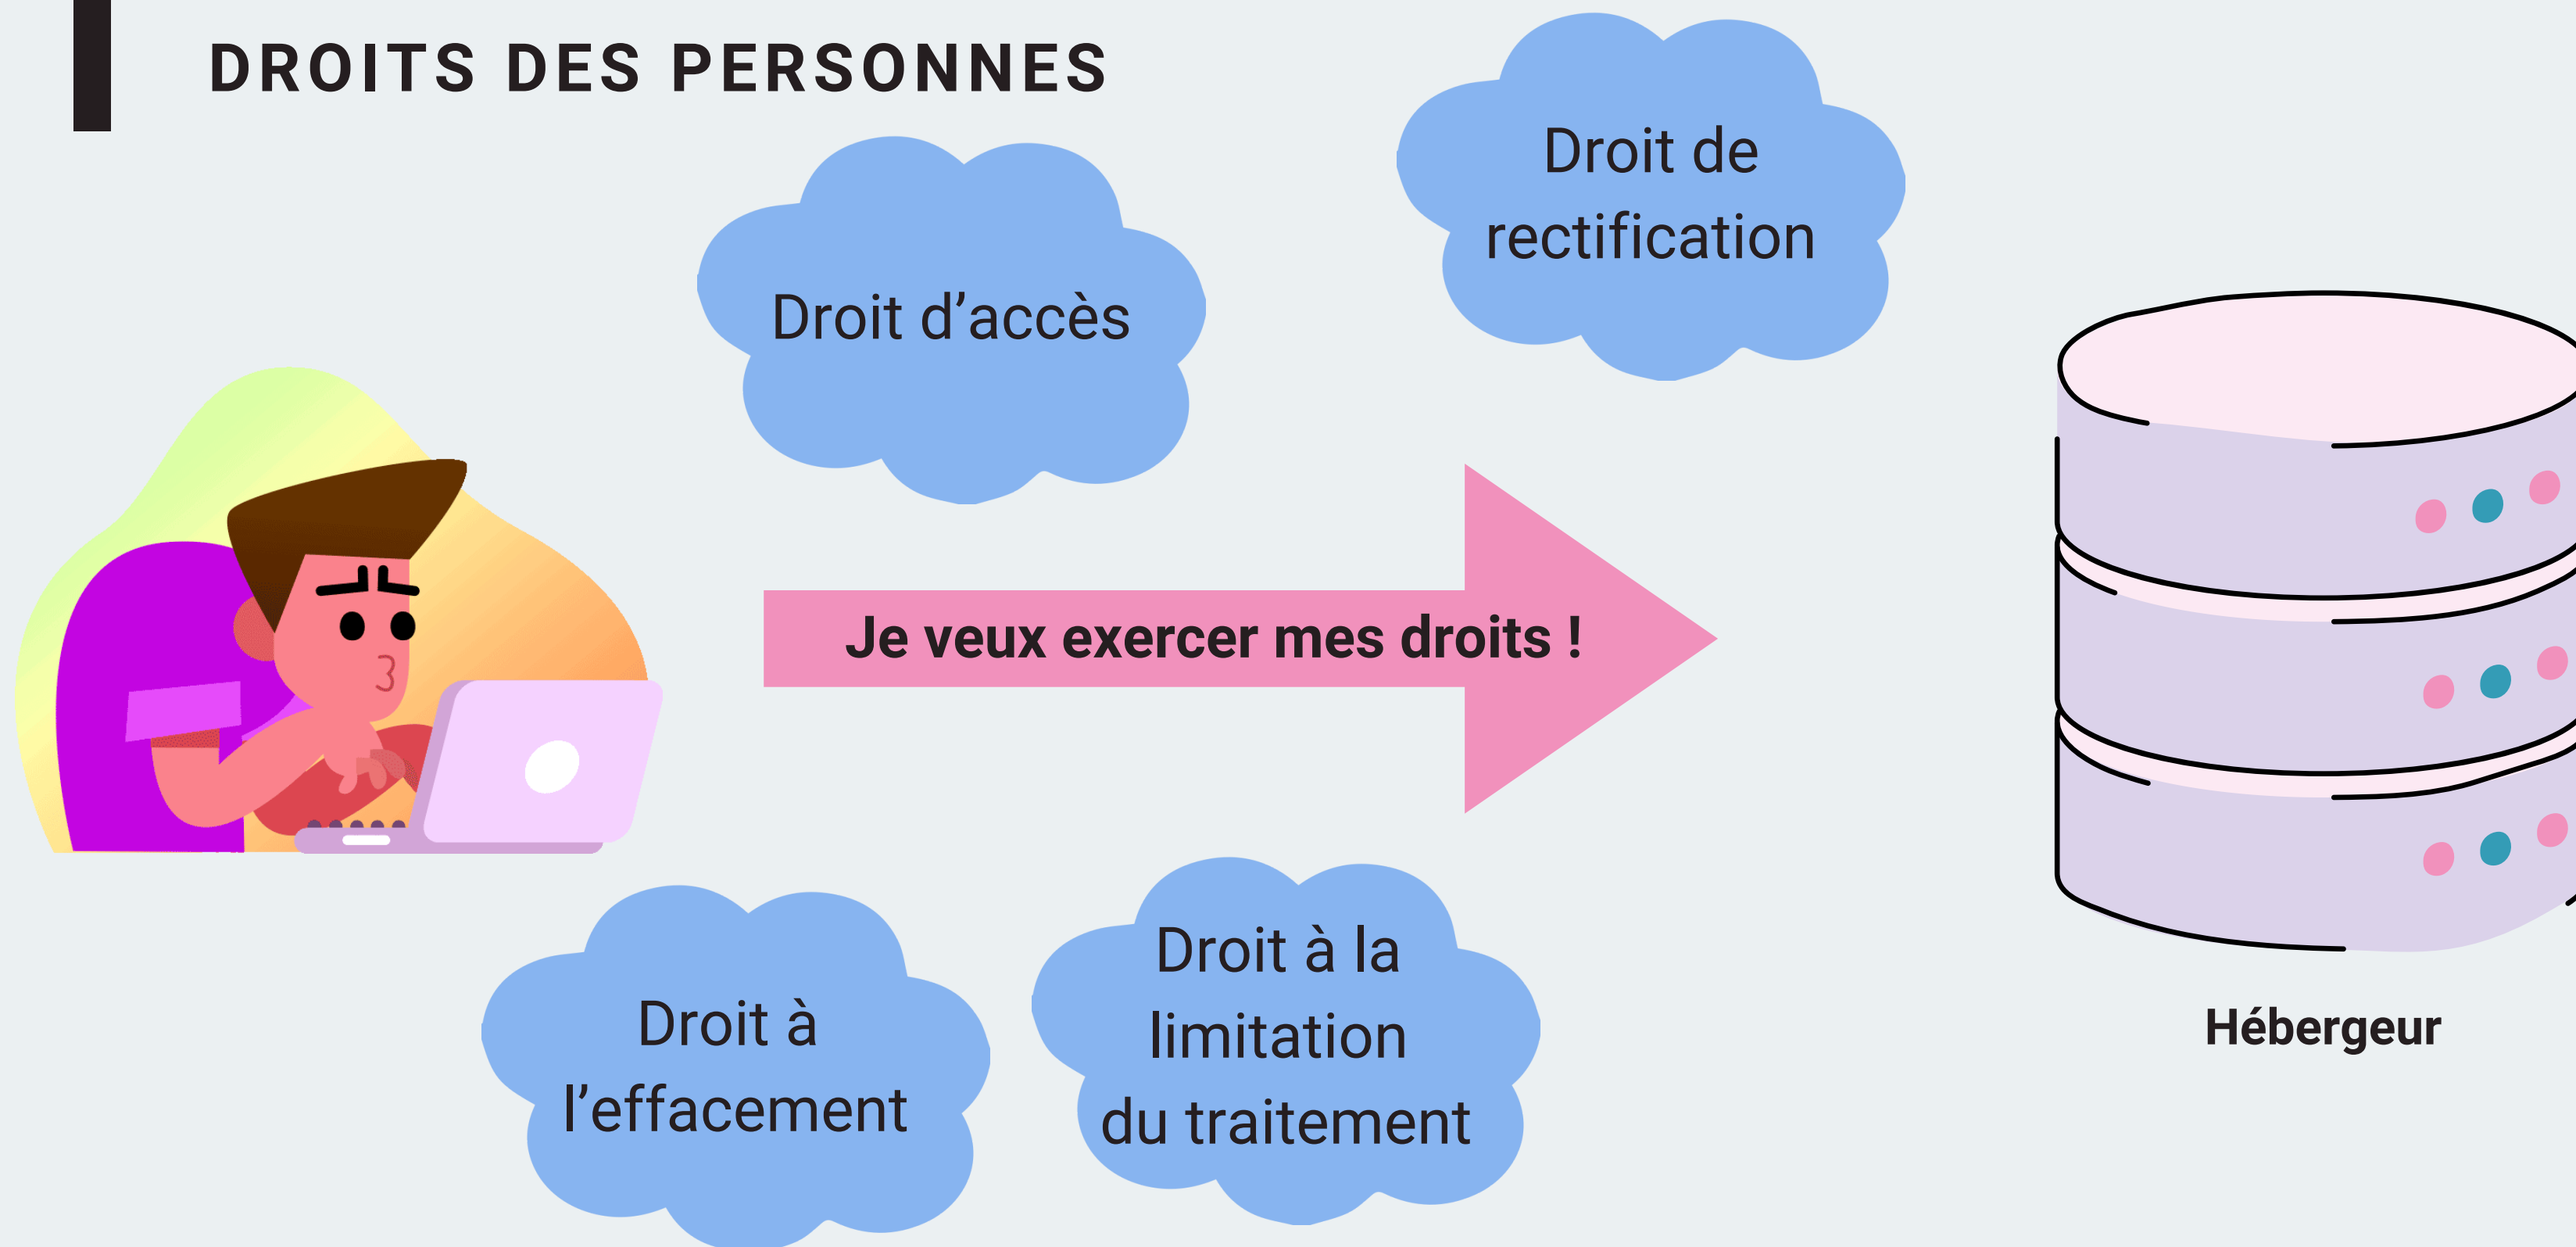 DROITS DES PERSONNES
Droit de
rectification
Droit d’accès
Je veux exercer mes droits !
Droit à
l’effacement
Droit à la
limitation
du traitement
Hébergeur